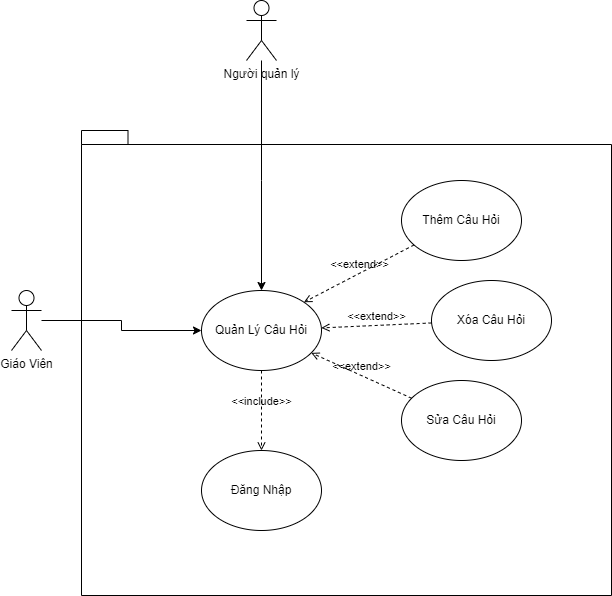 Người quản lý
Thêm Câu Hỏi
<<extend>>
<<extend>>
Xóa Câu Hỏi
Quản Lý Câu Hỏi
Giáo Viên
<<extend>>
<<include>>
Sửa Câu Hỏi
Đăng Nhập